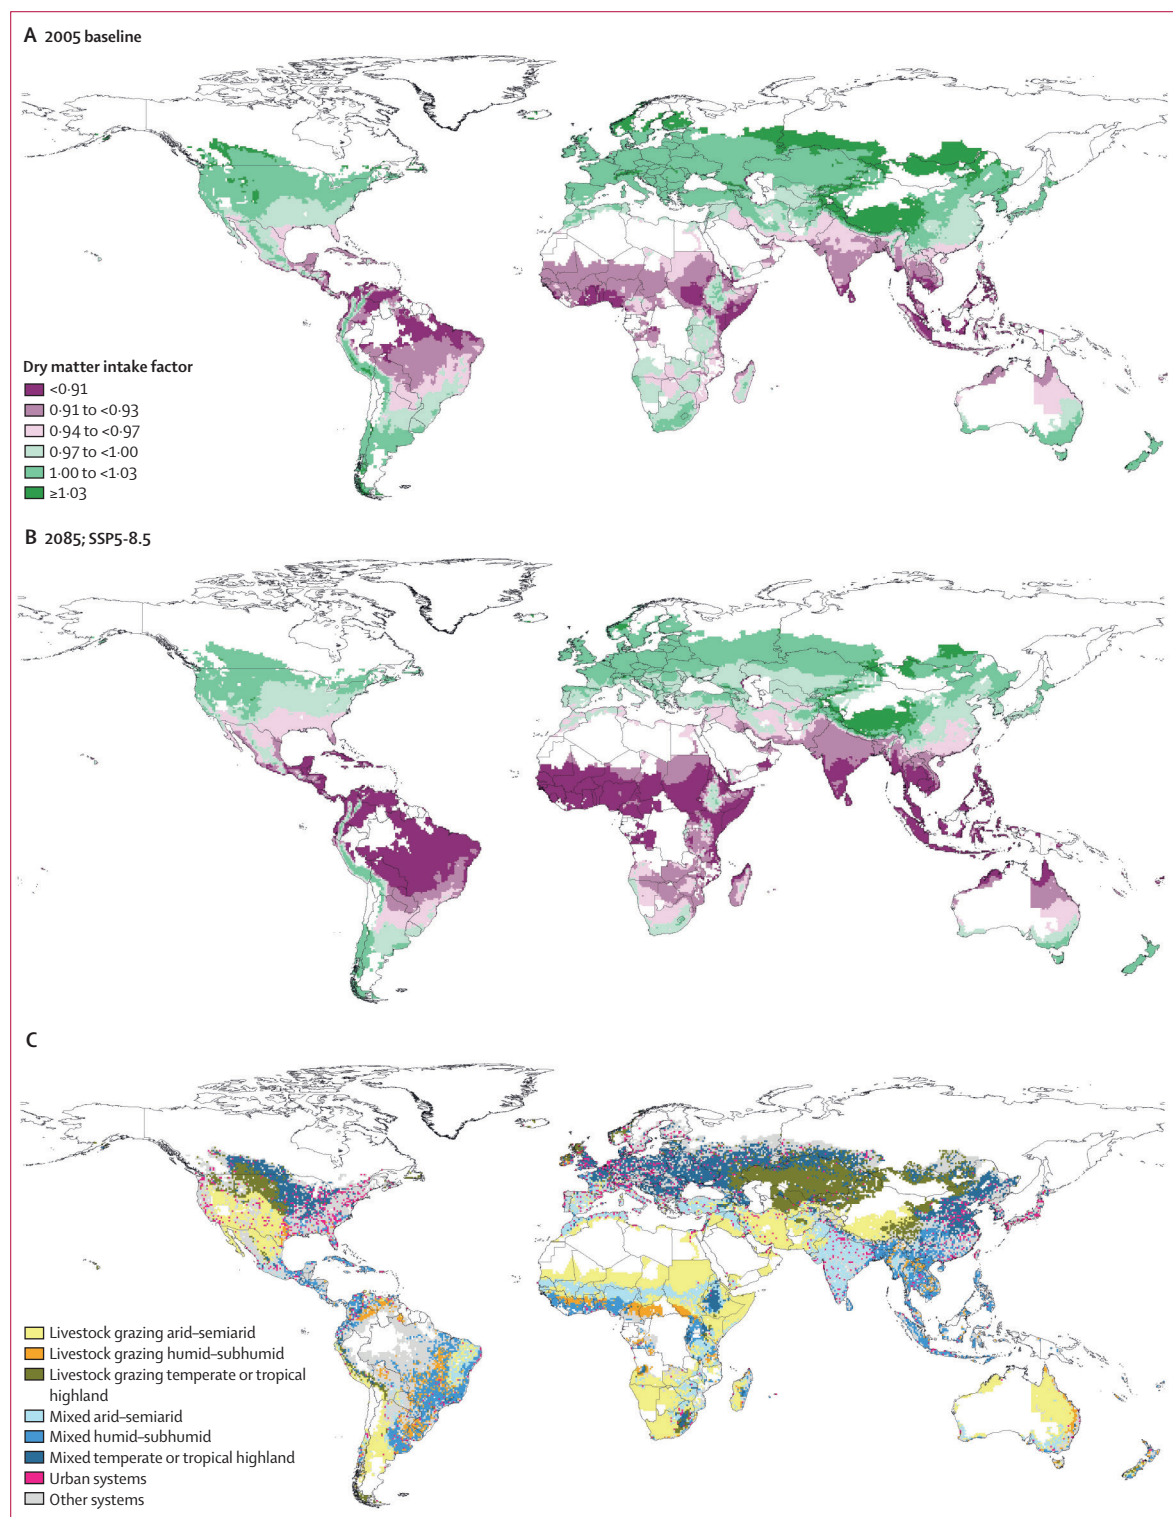 A 2005 baseline
Dry matter intake factor
<0·91
0·91 to <0·93
0·94 to <0·97
0·97 to <1·00
1·00 to <1·03
≥1·03
B 2085; SSP5-8.5
C
Livestock grazing arid–semiarid
Livestock grazing humid–subhumid
Livestock grazing temperate or tropical
highland
Mixed arid–semiarid
Mixed humid–subhumid
Mixed temperate or tropical highland
Urban systems
Other systems